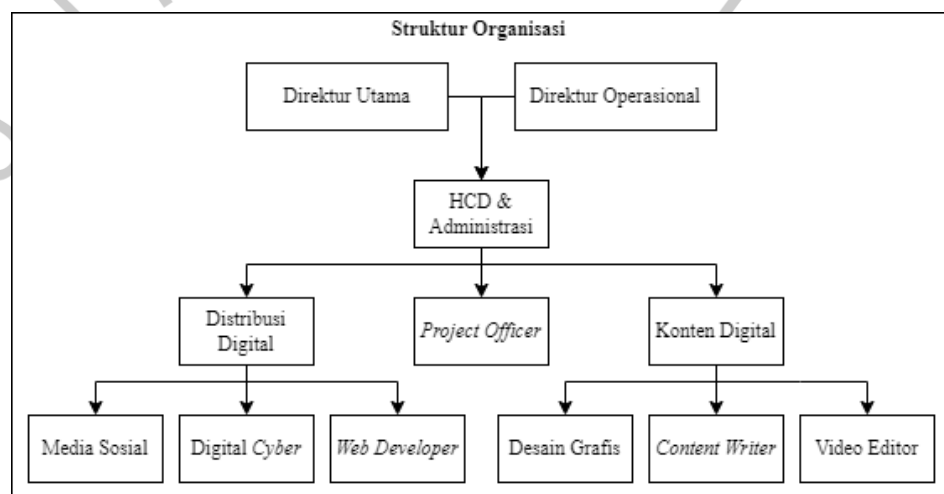 Struktur Organisasi
Direktur Utama
Direktur Operasional
HCD &
Administrasi
Distribusi
Digital
Project Officer
Konten Digital
Media Sosial
Digital Cyber
Web Developer
Desain Grafis
Content Writer
Video Editor